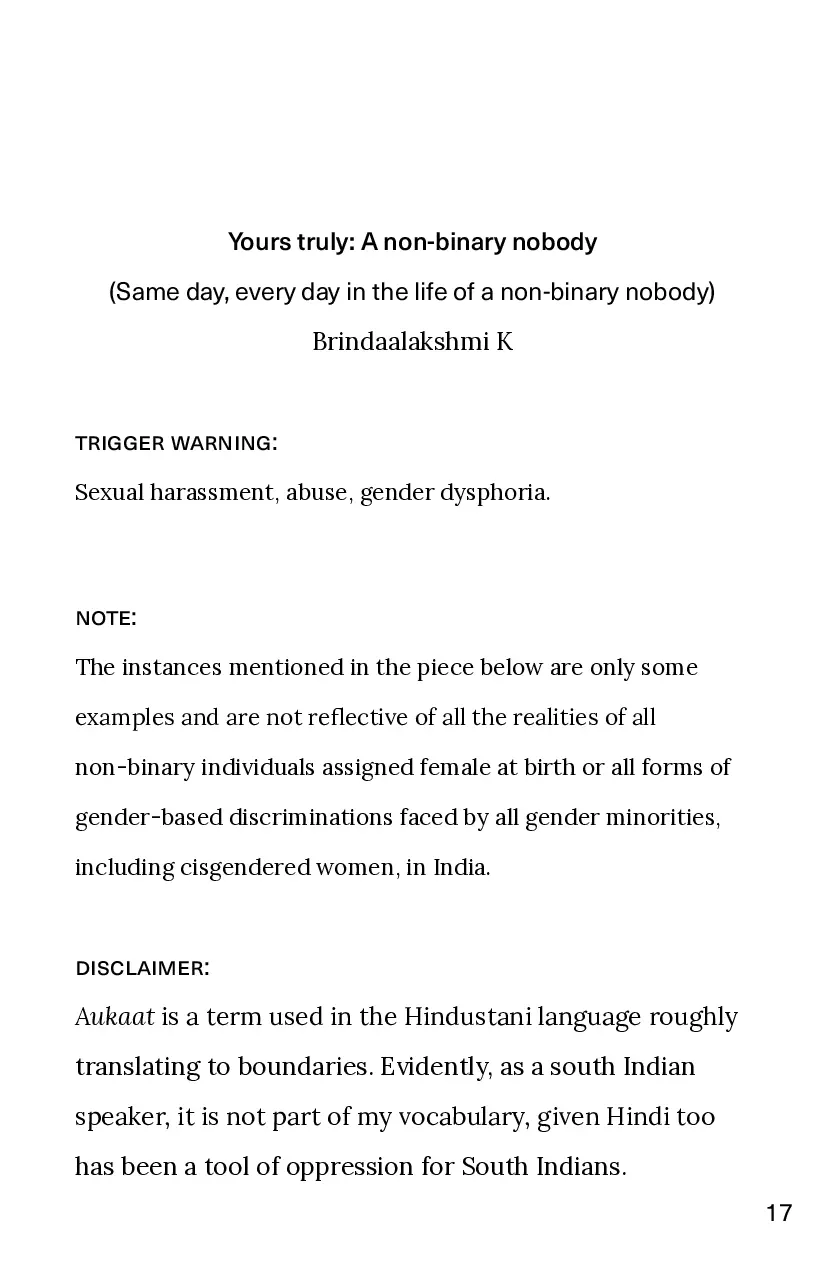 Yours truly: A non-binary nobody
(Same day, every day in the life of a non-binary nobody)
Brindaalakshmi K
TRIGGER WARNING:
Sexual harassment, abuse, gender dysphoria.
NOTE:
The instances mentioned in the piece below are only some
examples and are not reflective of all the realities of all
non-binary individuals assigned female at birth or all forms of
gender-based discriminations faced by all gender minorities,
including cisgendered women, in India.
DISCLAIMER:
Aukaat is a term used in the Hindustani language roughly
translating to boundaries. Evidently, as a south Indian
speaker, it is not part of my vocabulary, given Hindi too
has been a tool of oppression for South Indians.
17